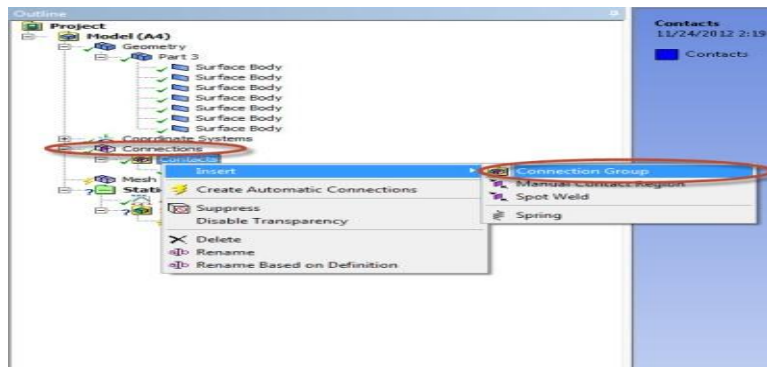 Outline
Project
Model (A4)
Geometry
Part 3
Surface Body
Surface Body
Surface Body
Surface Body
Surface Body
Surface Body
Coordinate Systems
Connections
Contacts
Mesh
Stati
Insert
Create Automatic Connections
Suppress
Disable Transparency
Delete
Rename
Rename Based on Definition
Connection Group
Manual Contact Region
Spot Weld
Spring
Contacts
11/24/2012 2:19
Contacts